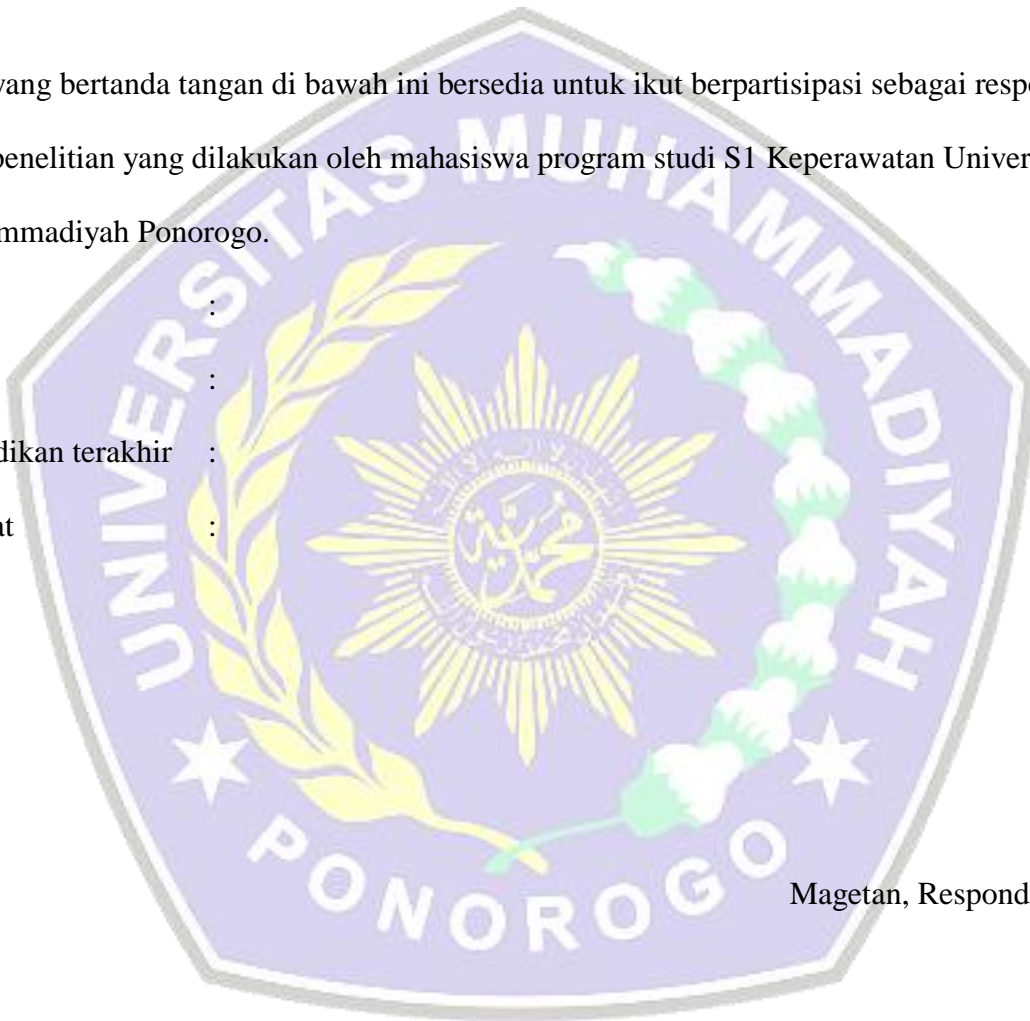 yang bertanda tangan di bawah ini bersedia untuk ikut berpartisipasi sebagai respo
penelitian yang dilakukan oleh mahasiswa program studi S1 Keperawatan Univer
mmadiyah Ponorogo.
:
:
dikan terakhir :
at :
Magetan, Respond
UNIVERSITAS MUHAMMADIYAH
PONOROGO